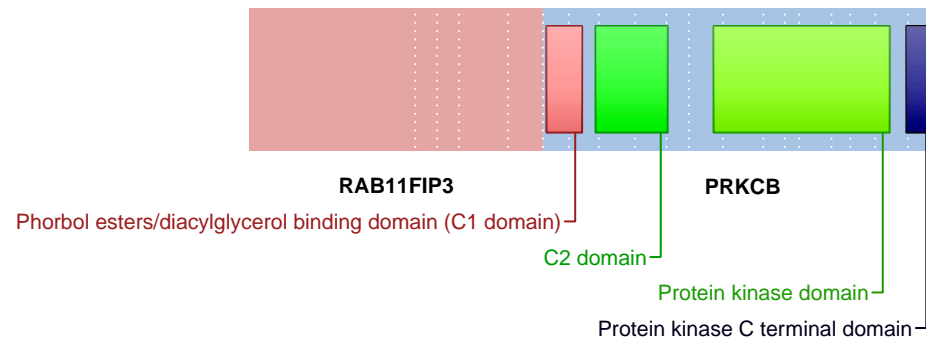 RAB11FIP3
PRKCB
Phorbol esters/diacylglycerol binding domain (C1 domain)
C2 domain
Protein kinase domain
Protein kinase C terminal domain